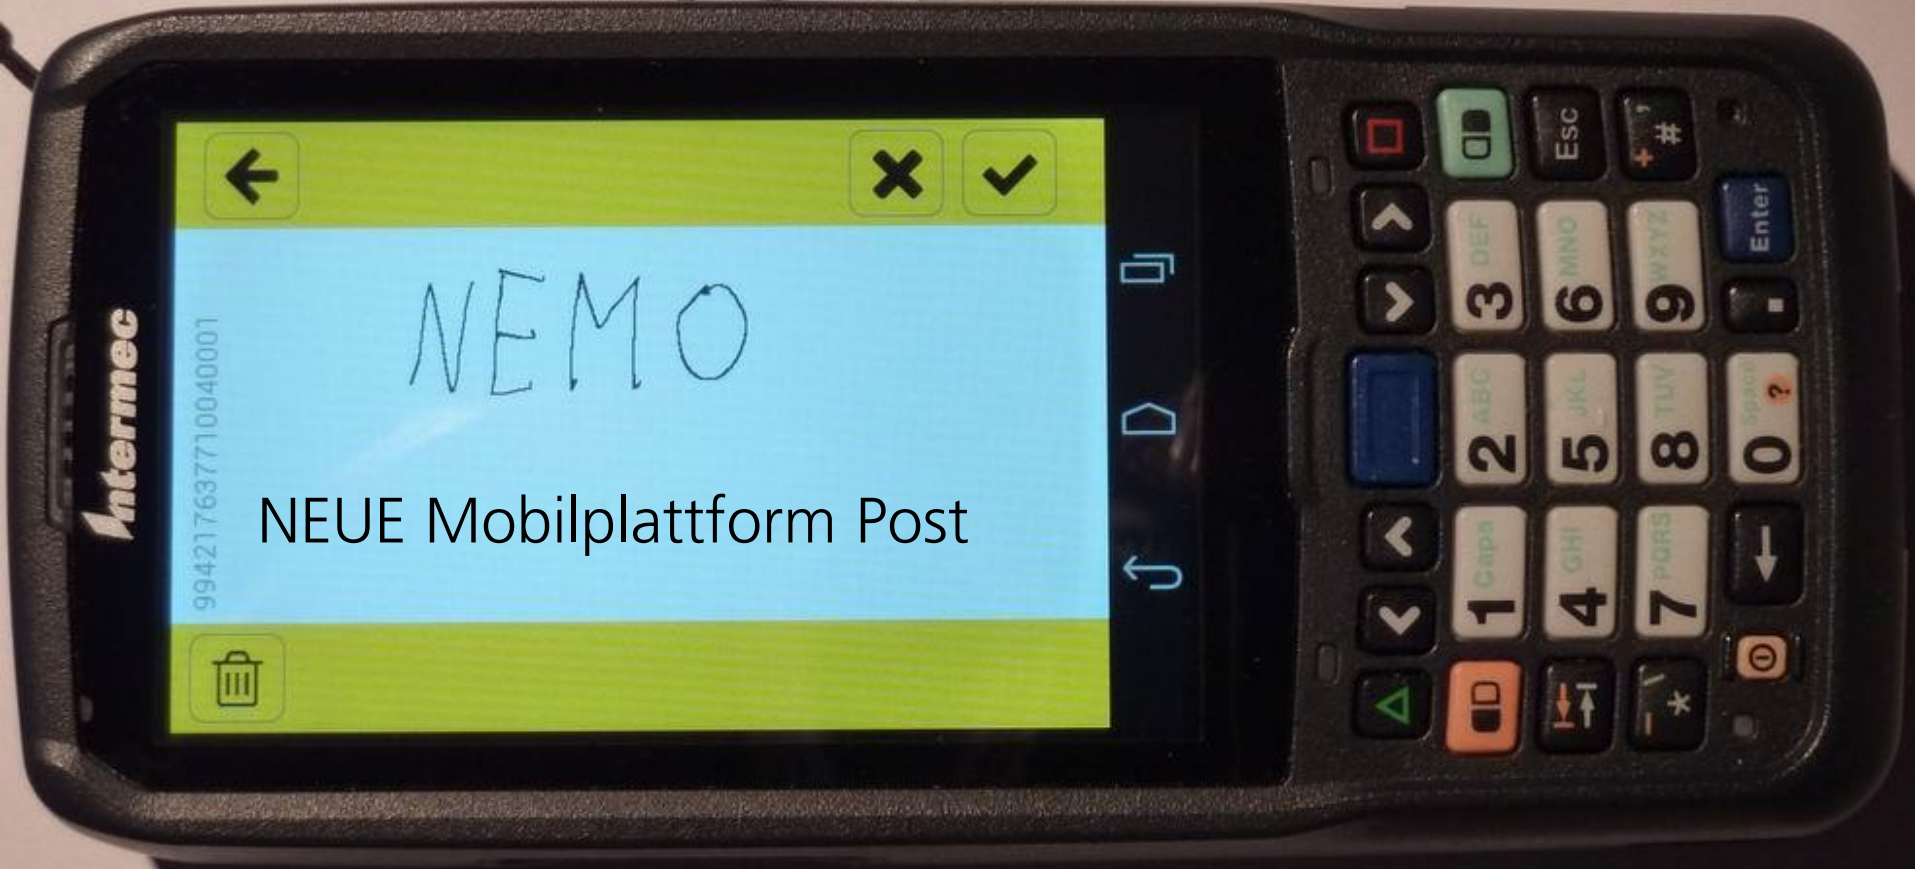 Intermec
994217637710040001
NEMO
NEUE Mobilplattform Post
Esc
+ ' #
3 DEF
6 MNO
9 WXYZ
Enter
.
2 ABC
5 JKL
8 TUV
0 Space ?
1 Caps
4 GHI
7 PQRS
*